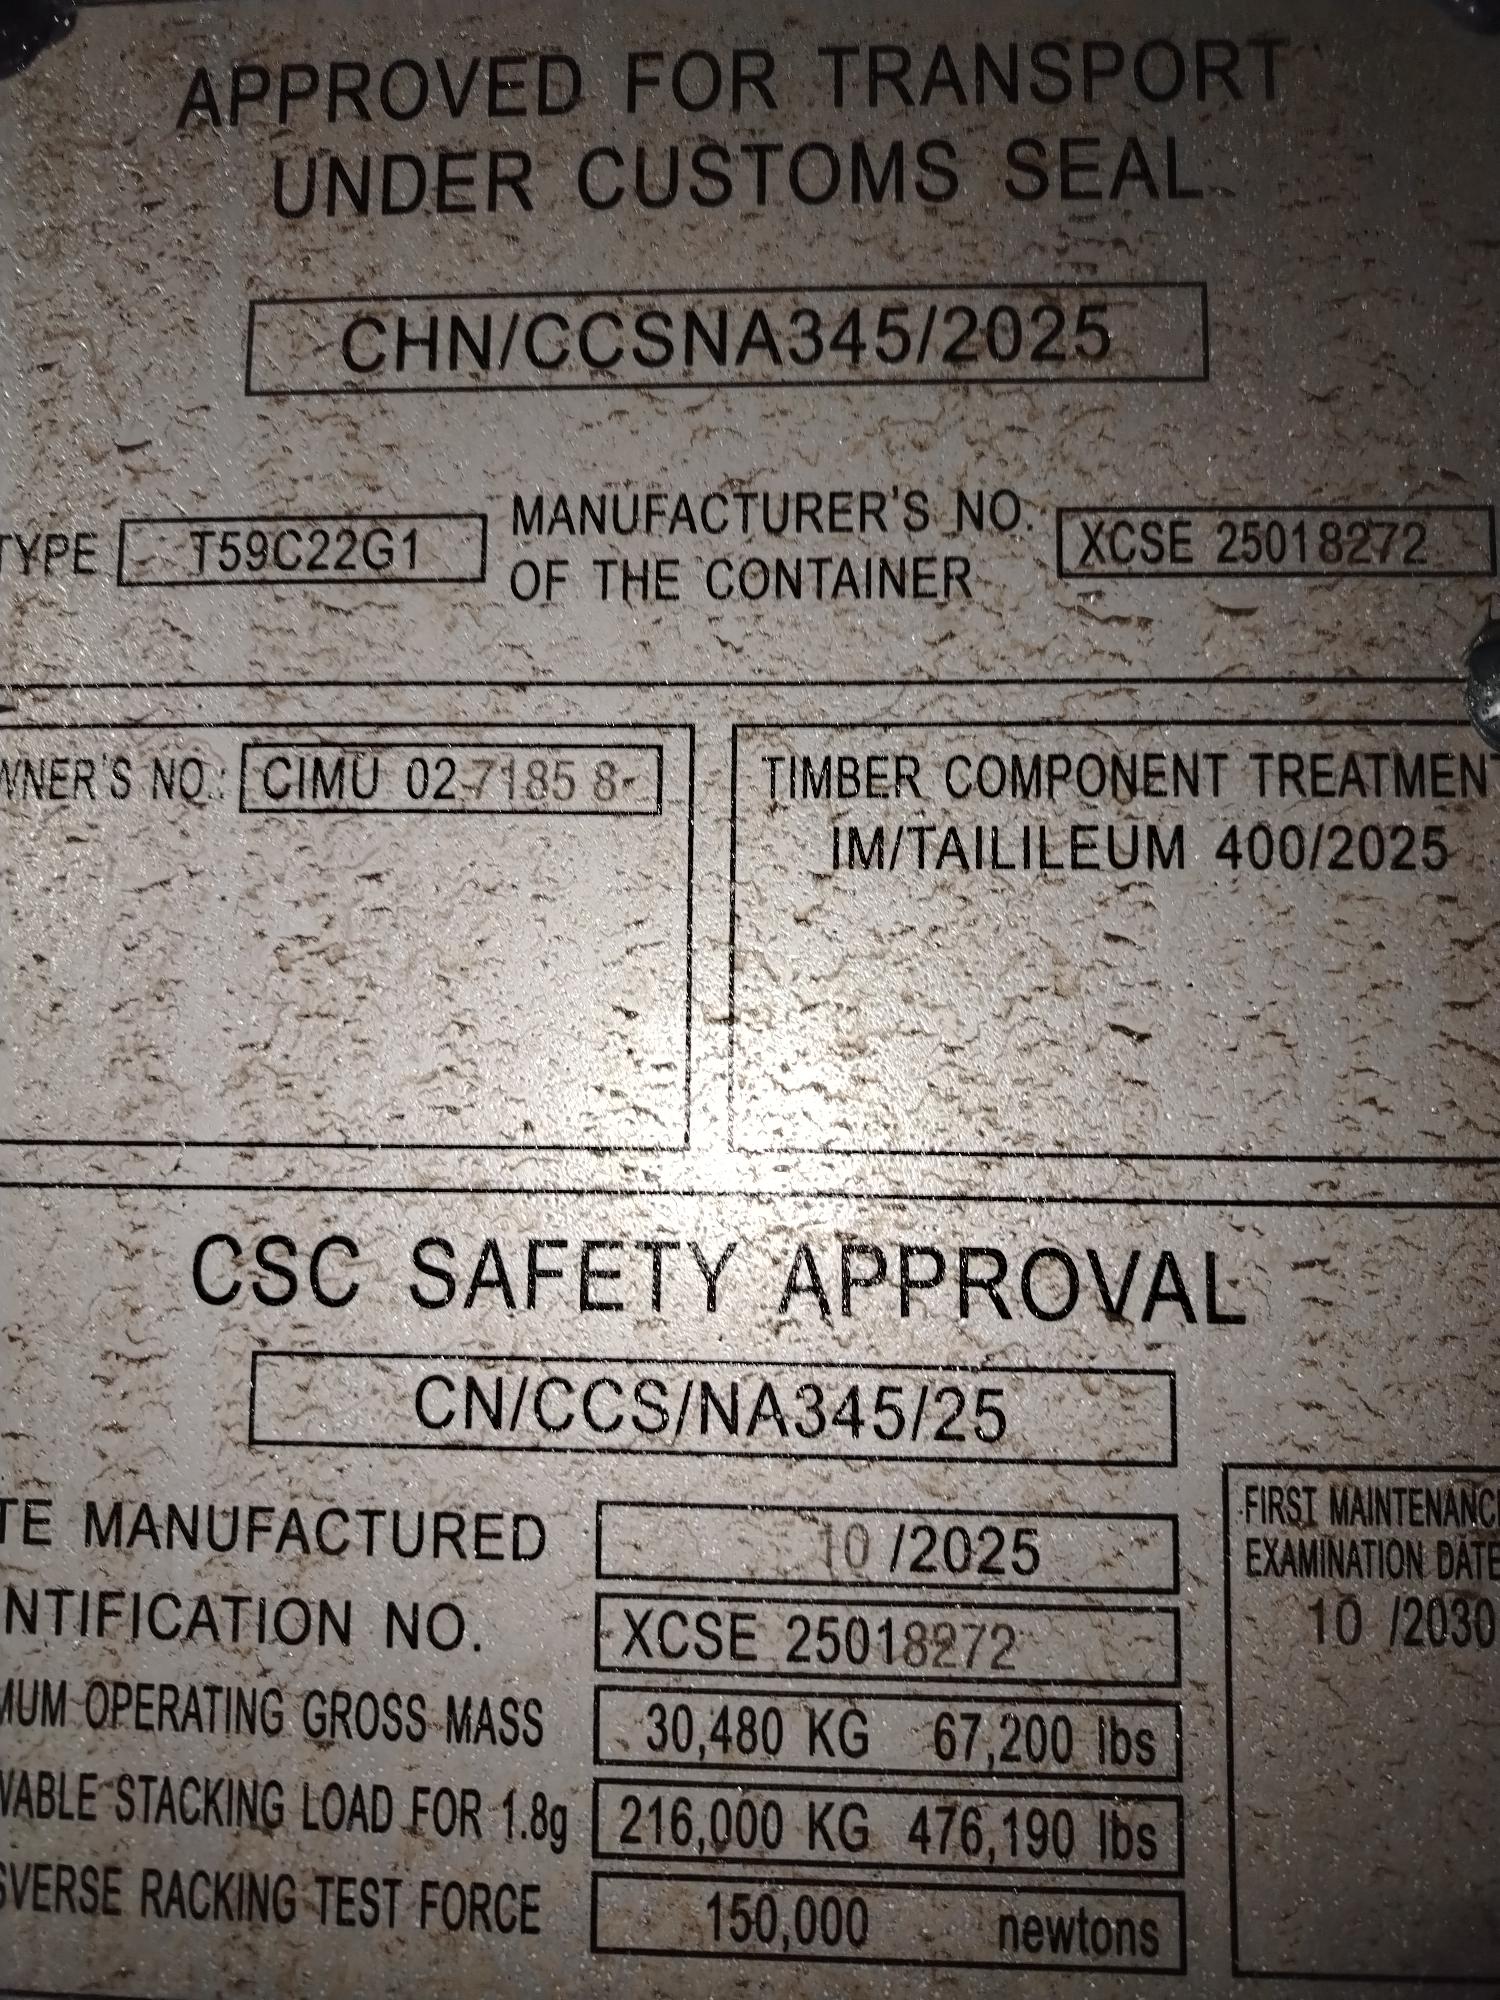 APPROVED FOR TRANSPORT
UNDER CUSTOMS SEAL
CHN/CCSNA345/2025
TYPE T59C22G1 MANUFACTURER'S NO. OF THE CONTAINER XCSE 25018272
WNER'S NO.: CIMU 027185 8
TIMBER COMPONENT TREATMENT
IM/TAILILEUM 400/2025
CSC SAFETY APPROVAL
CN/CCS/NA345/25
TE MANUFACTURED 10 /2025
NTIFICATION NO. XCSE 25018272
MUM OPERATING GROSS MASS 30,480 KG 67,200 lbs
WABLE STACKING LOAD FOR 1.8g 216,000 KG 476,190 lbs
SVERSE RACKING TEST FORCE 150,000 newtons
FIRST MAINTENANC
EXAMINATION DATE
10 /2030